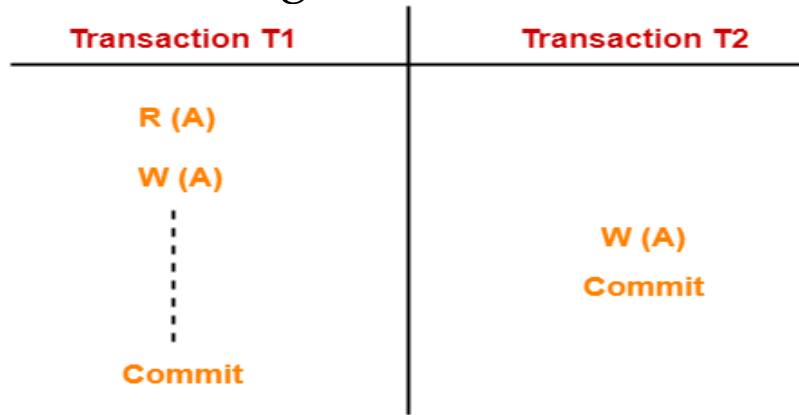 Transaction T1 Transaction T2
R (A)
W (A)
W (A)
Commit
Commit